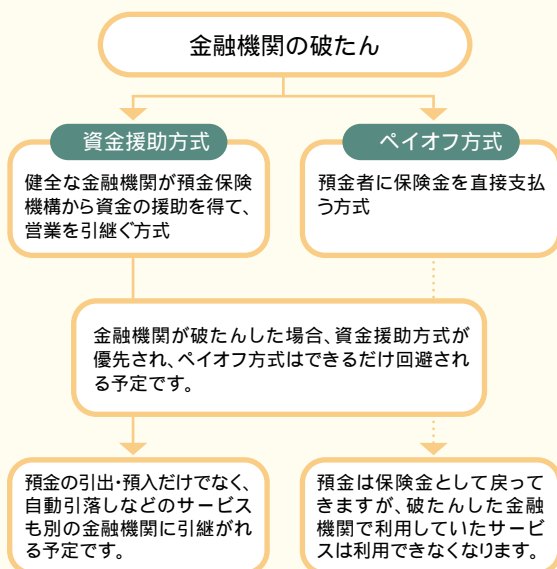 金融機関の破たん
資金援助方式
健全な金融機関が預金保険
機構から資金の援助を得て、
営業を引継ぐ方式
ペイオフ方式
預金者に保険金を直接支払
う方式
金融機関が破たんした場合、資金援助方式が
優先され、ペイオフ方式はできるだけ回避され
る予定です。
預金の引出・預入だけでなく、
自動引落しなどのサービス
も別の金融機関に引継がれ
る予定です。
預金は保険金として戻って
きますが、破たんした金融
機関で利用していたサービ
スは利用できなくなります。